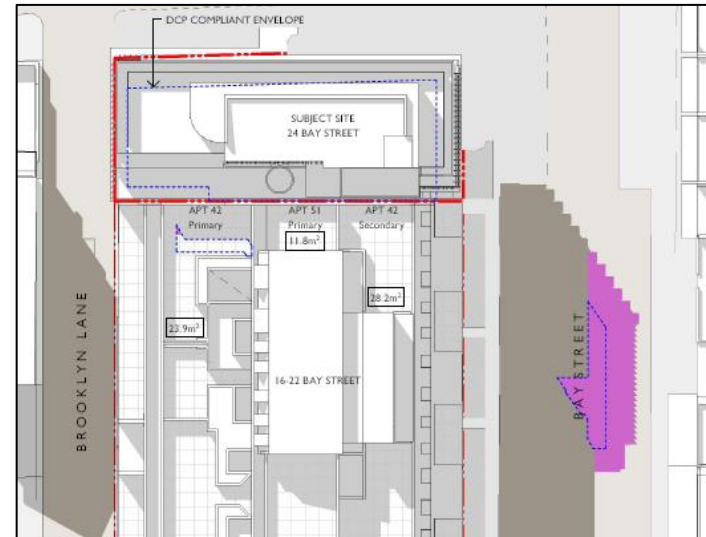 DCP COMPLIANT ENVELOPE
SUBJECT SITE
24 BAY STREET
APT 42
Primary
APT 51
Primary
APT 42
Secondary
11.8m²
28.2m²
23.9m²
16-22 BAY STREET
BROOKLYN LANE
BAY STREET